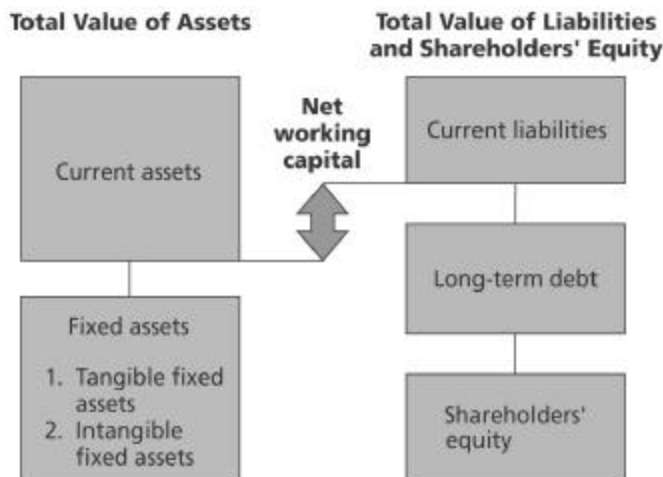 Total Value of Assets
Total Value of Liabilities
and Shareholders' Equity
Net
working
capital
Current assets
Current liabilities
Long-term debt
Fixed assets
1. Tangible fixed
assets
2. Intangible
fixed assets
Shareholders'
equity